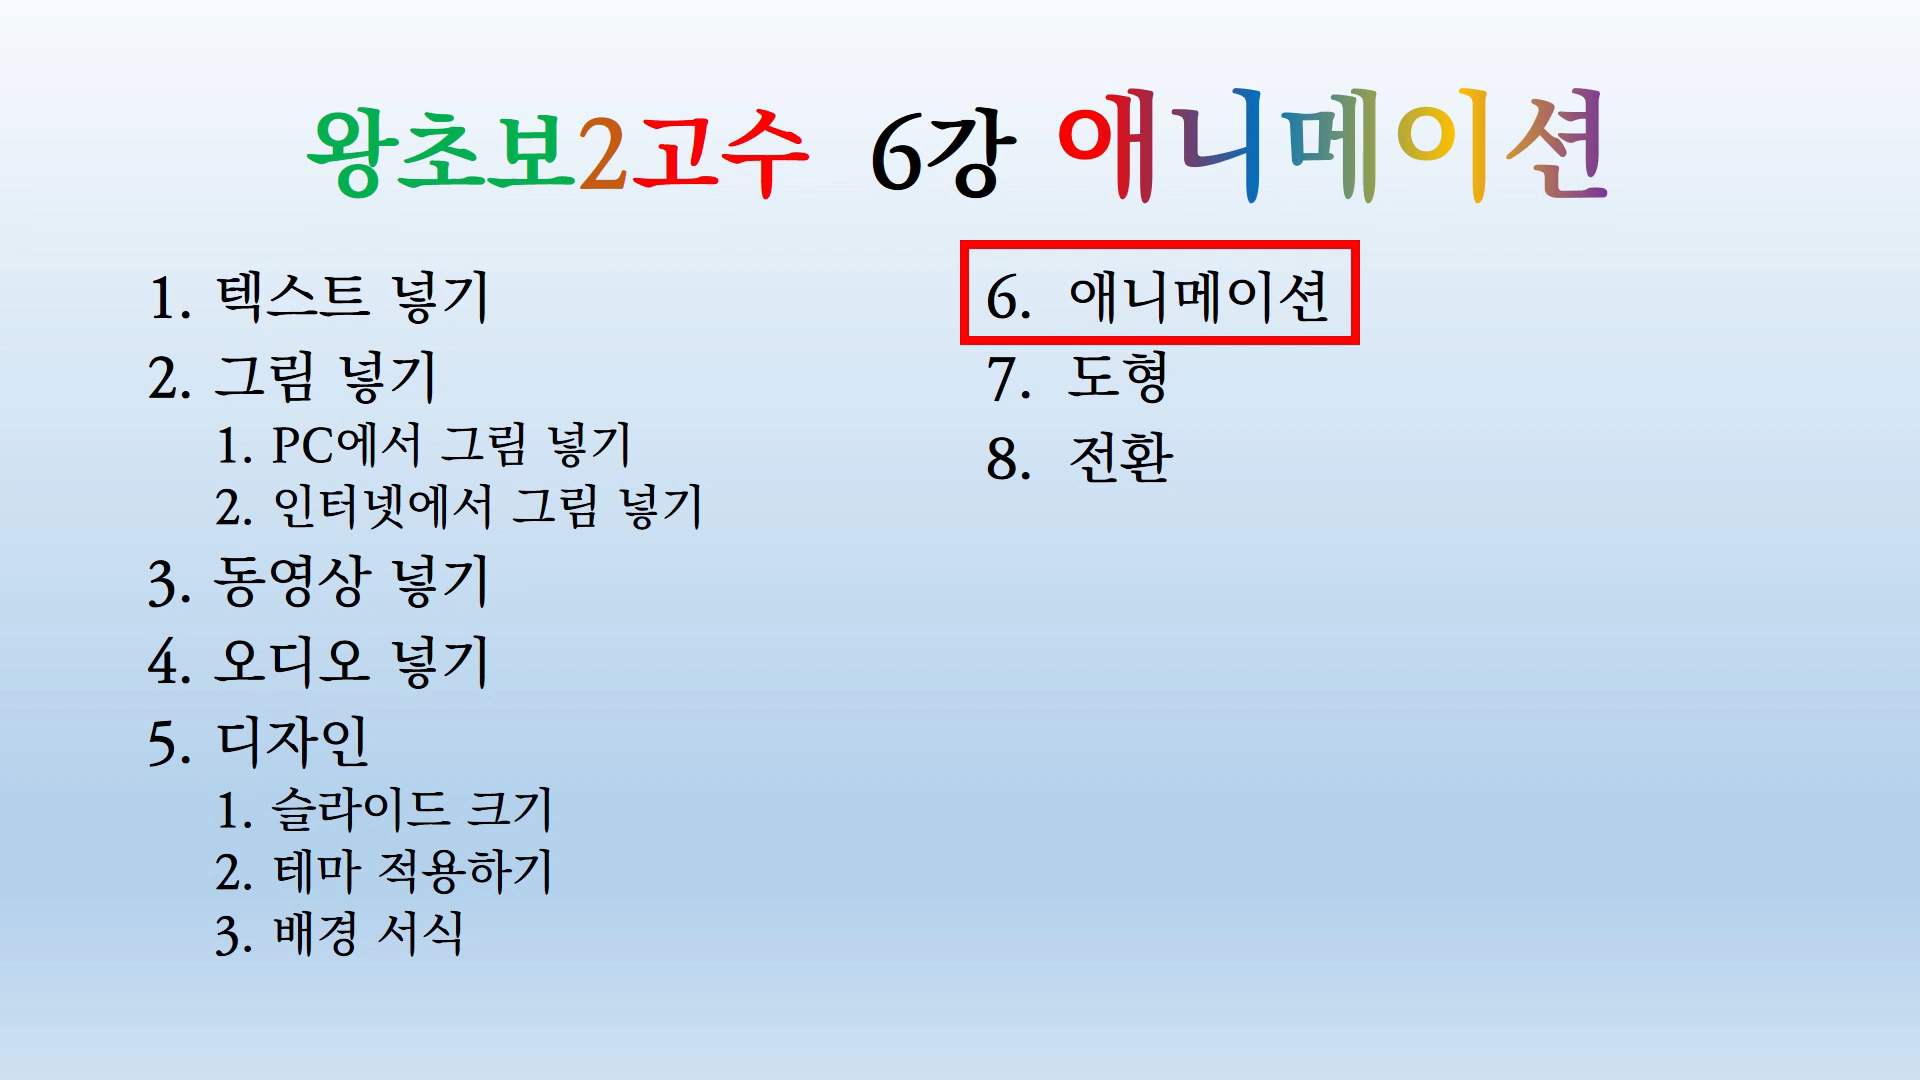 왕초보2고수 6강 애니메이션
1. 텍스트 넣기
2. 그림 넣기
1. PC에서 그림 넣기
2. 인터넷에서 그림 넣기
3. 동영상 넣기
4. 오디오 넣기
5. 디자인
1. 슬라이드 크기
2. 테마 적용하기
3. 배경 서식
6. 애니메이션
7. 도형
8. 전환